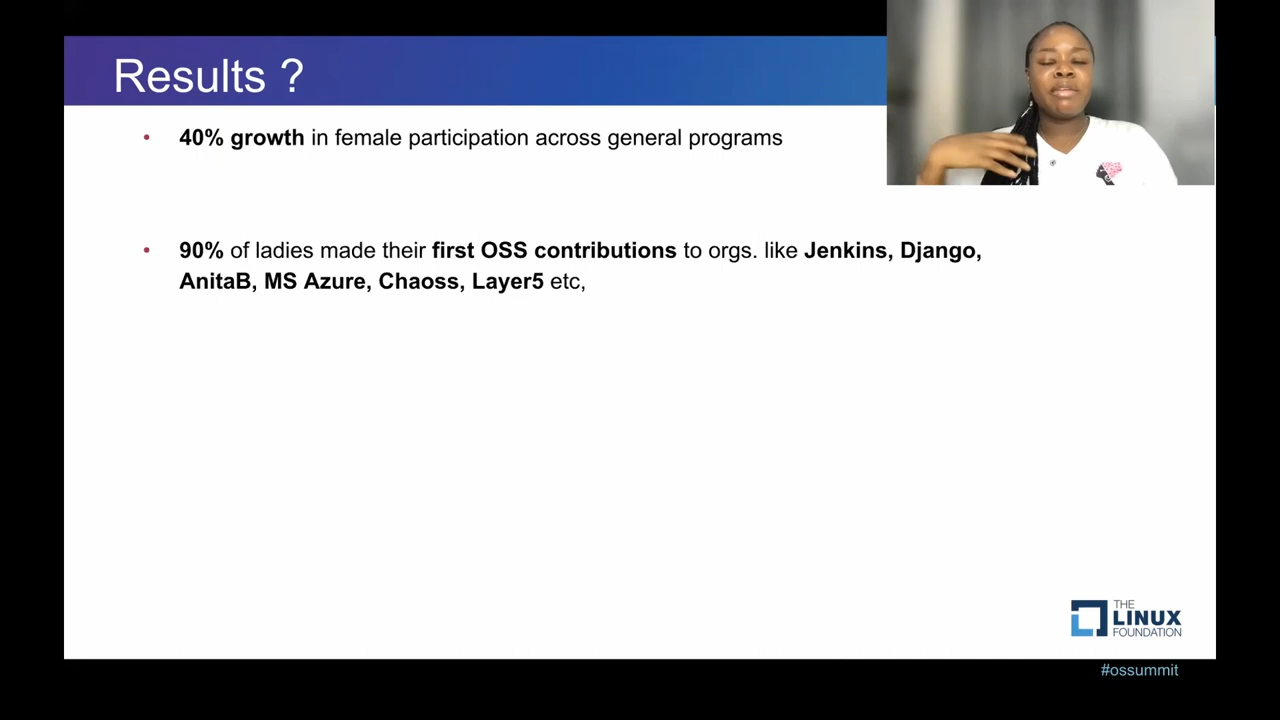 Results ?
• 40% growth in female participation across general programs
• 90% of ladies made their first OSS contributions to orgs. like Jenkins, Django,
AnitaB, MS Azure, Chaoss, Layer5 etc,
THE
LINUX
FOUNDATION
#ossummit